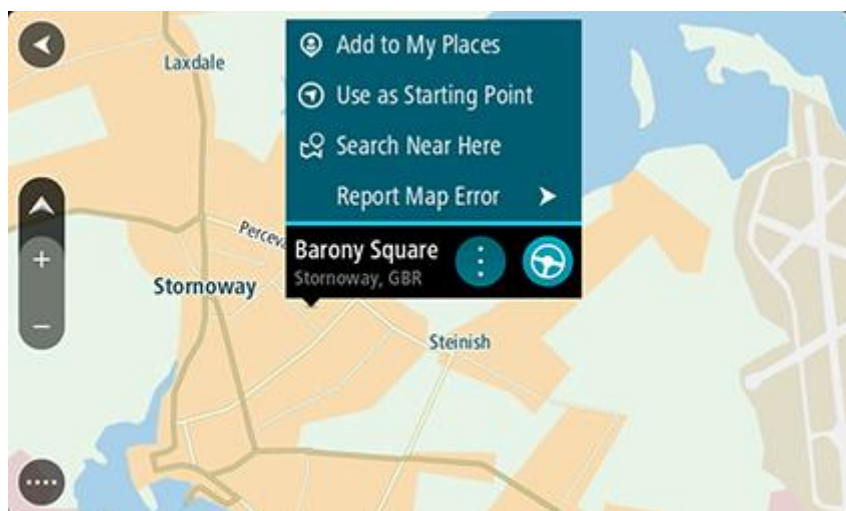 Laxdale
Add to My Places
Use as Starting Point
Search Near Here
Report Map Error
Perceva
Barony Square
Stornoway, GBR
Stornoway
Steinish